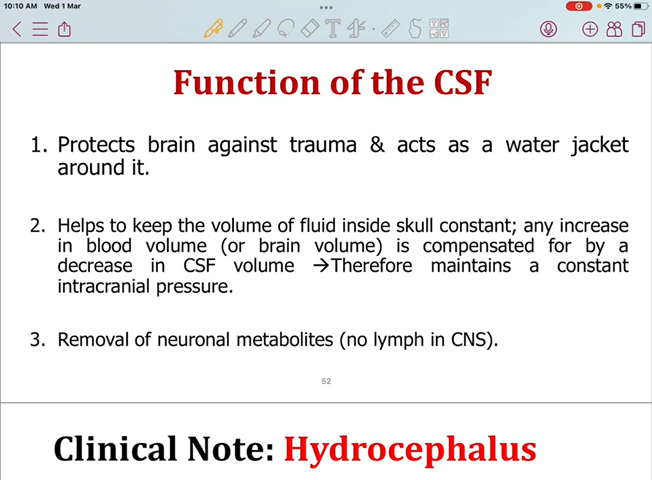 10:10 AM Wed 1 Mar
55%
Function of the CSF
1. Protects brain against trauma & acts as a water jacket
around it.
2. Helps to keep the volume of fluid inside skull constant; any increase
in blood volume (or brain volume) is compensated for by a
decrease in CSF volume →Therefore maintains a constant
intracranial pressure.
3. Removal of neuronal metabolites (no lymph in CNS).
52
Clinical Note: Hydrocephalus